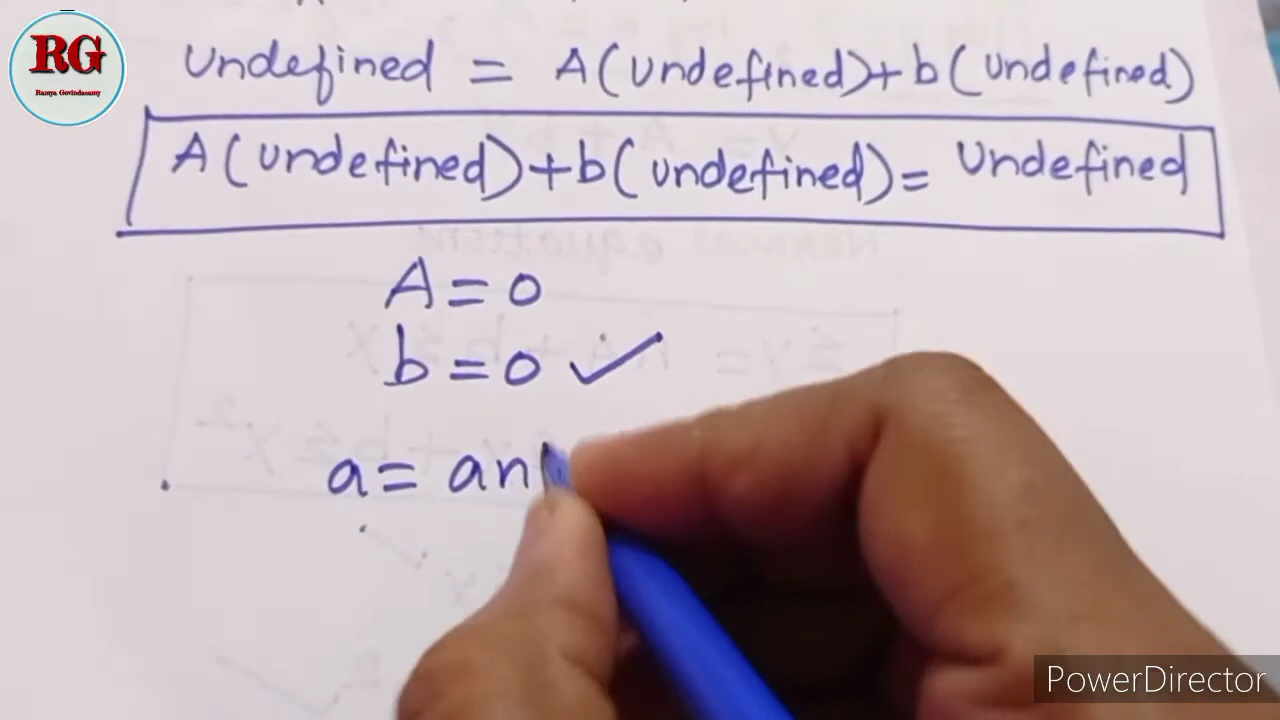 RG
Ramya Govindasamy
Undefined = A(undefined)+b(undefined)
A(undefined)+b(undefined)= Undefined
A=0
b=0 ✓
a= an
PowerDirector